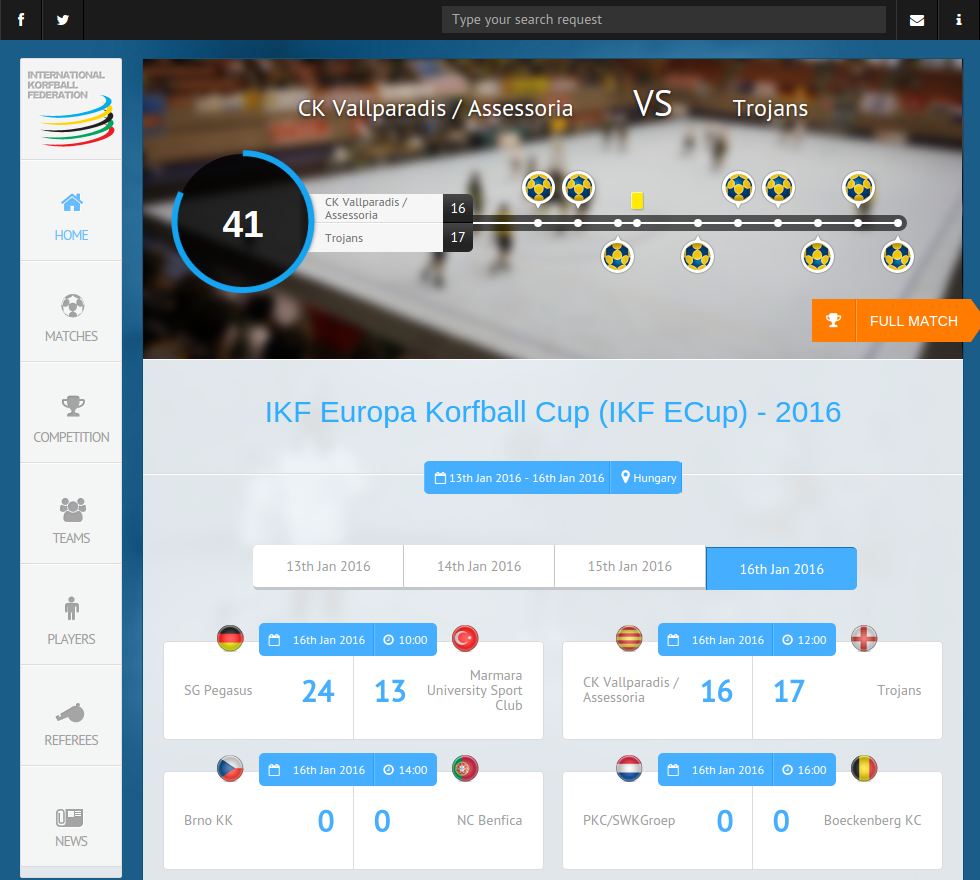 Type your search request
INTERNATIONAL
KORFBALL
FEDERATION
HOME
MATCHES
COMPETITION
TEAMS
PLAYERS
REFEREES
NEWS
CK Vallparadis / Assessoria VS Trojans
41
CK Vallparadis /
Assessoria
16
Trojans
17
FULL MATCH
IKF Europa Korfball Cup (IKF ECup) - 2016
13th Jan 2016 - 16th Jan 2016 Hungary
13th Jan 2016 14th Jan 2016 15th Jan 2016 16th Jan 2016
16th Jan 2016 10:00
SG Pegasus 24 13
Marmara
University Sport
Club
16th Jan 2016 12:00
CK Vallparadis /
Assessoria
16 17 Trojans
16th Jan 2016 14:00
Brno KK 0 0 NC Benfica
16th Jan 2016 16:00
PKC/SWKGroep 0 0 Boeckenberg KC